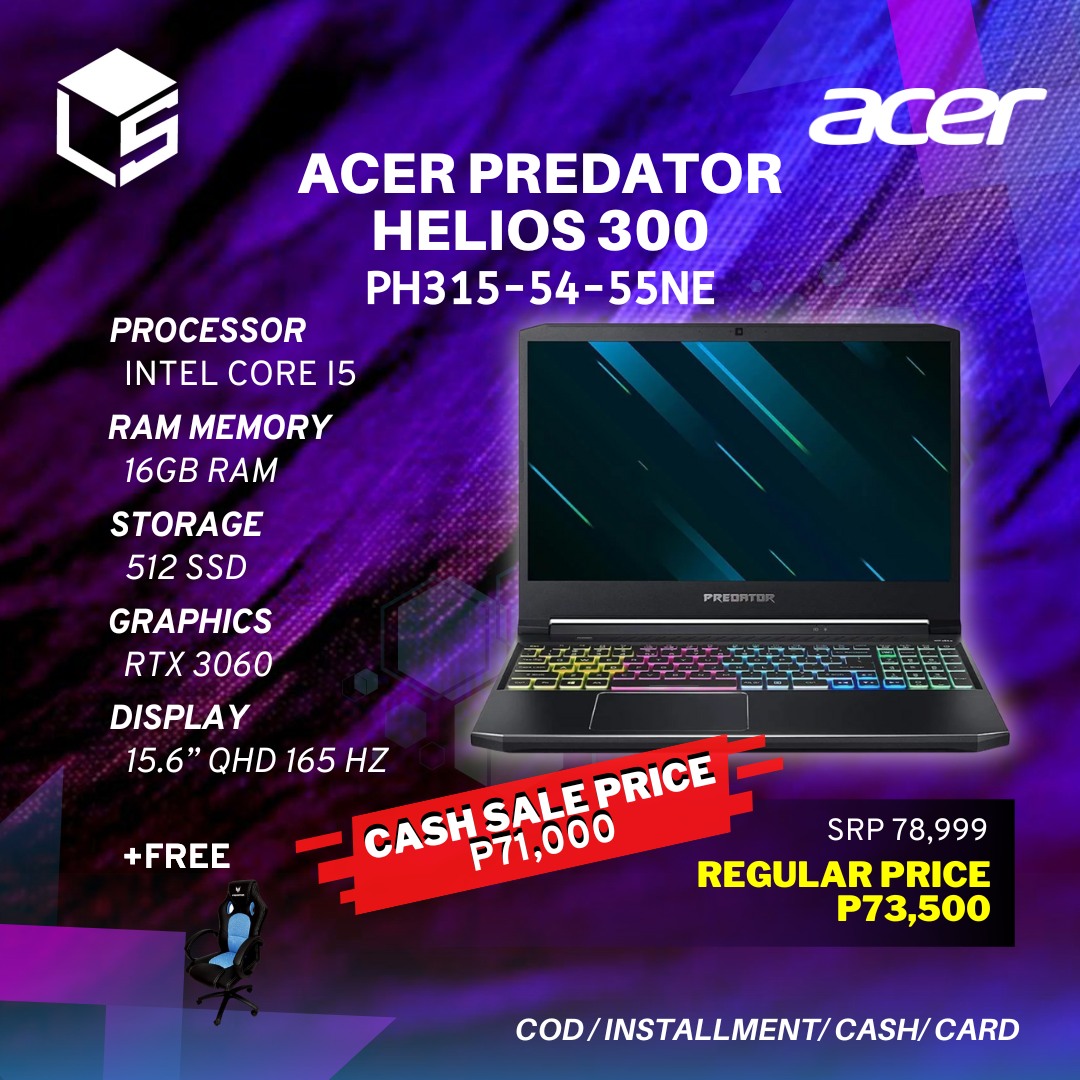 LS
acer
ACER PREDATOR
HELIOS 300
PH315-54-55NE
PROCESSOR
INTEL CORE I5
RAM MEMORY
16GB RAM
STORAGE
512 SSD
GRAPHICS
RTX 3060
DISPLAY
15.6” QHD 165 HZ
PREDATOR
CASH SALE PRICE
P71,000
SRP 78,999
REGULAR PRICE
P73,500
+FREE
COD / INSTALLMENT/ CASH/ CARD